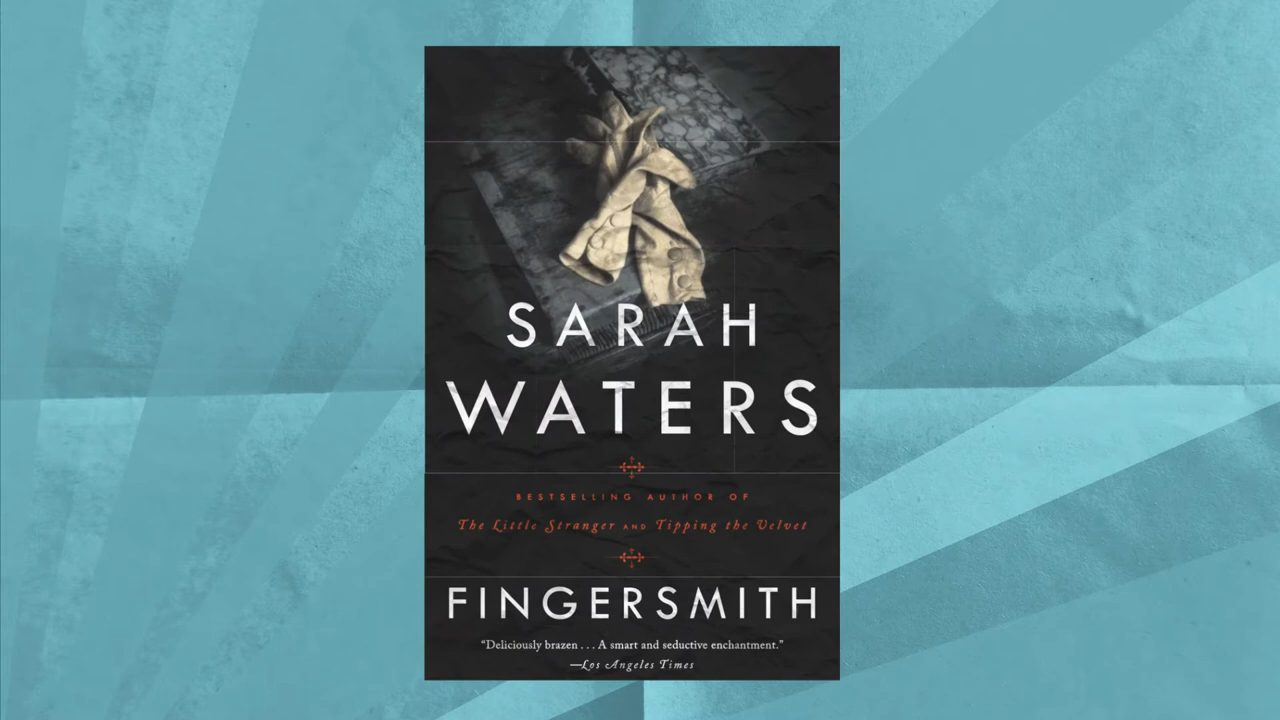 SARAH
WATERS
BESTSELLING AUTHOR OF
The Little Stranger AND Tipping the Velvet
FINGERSMITH
“Deliciously brazen . . . A smart and seductive enchantment.”
—Los Angeles Times